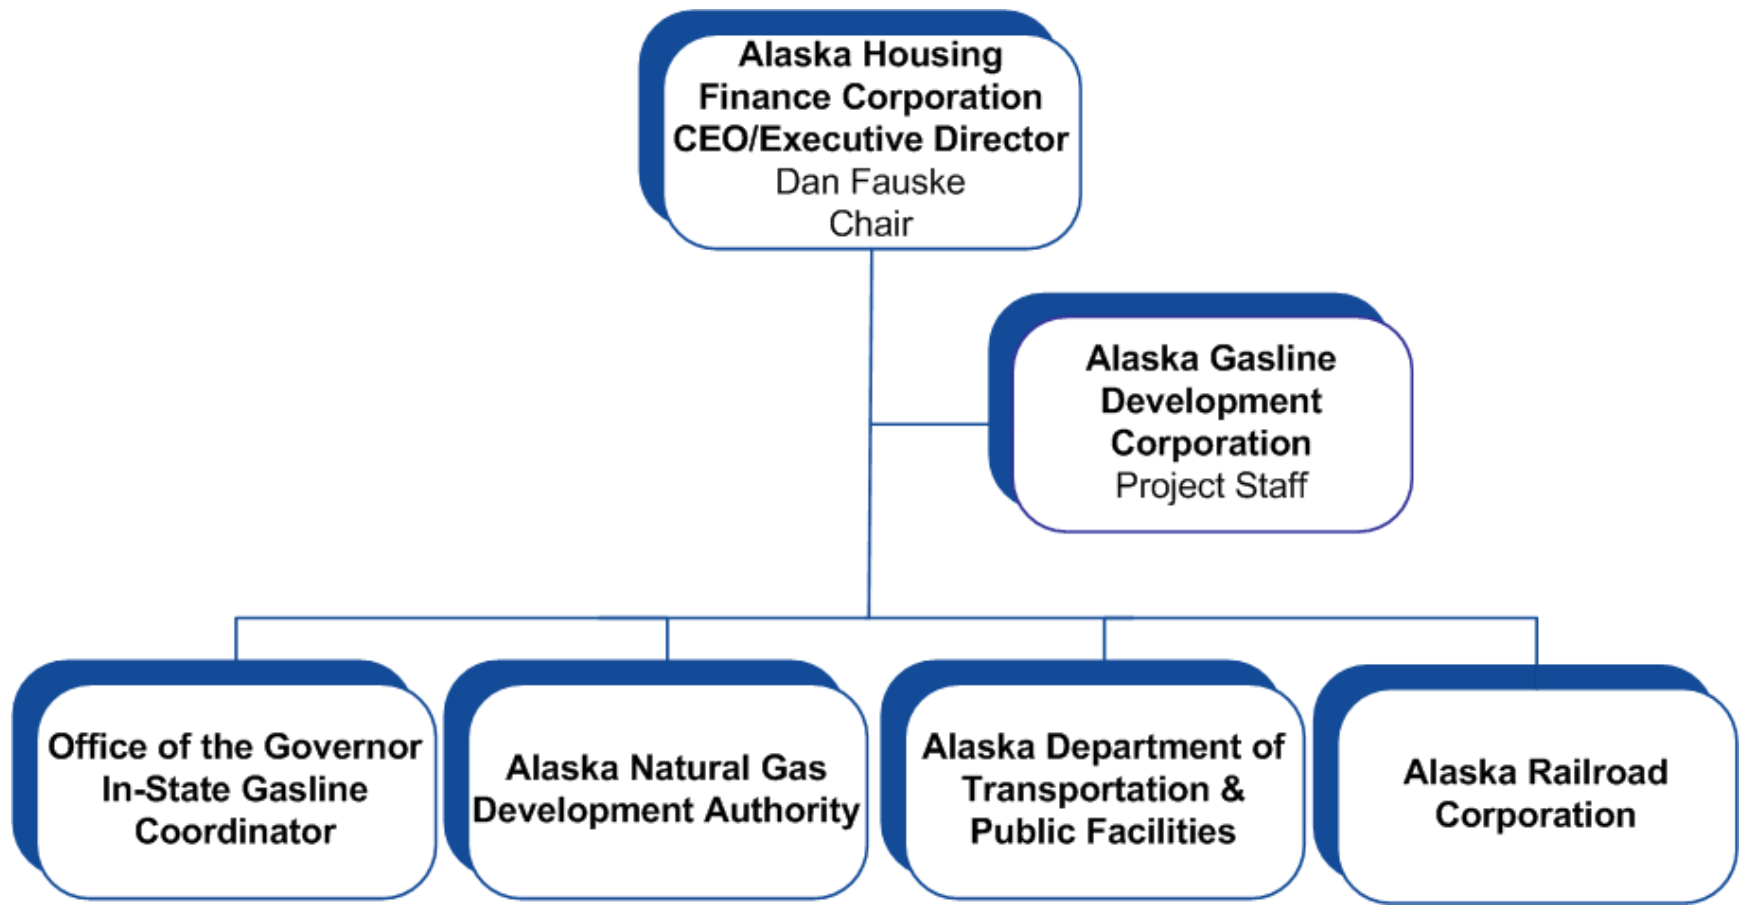 Alaska Housing
Finance Corporation
CEO/Executive Director
Dan Fauske
Chair
Alaska Gasline
Development
Corporation
Project Staff
Office of the Governor
In-State Gasline
Coordinator
Alaska Natural Gas
Development Authority
Alaska Department of
Transportation &
Public Facilities
Alaska Railroad
Corporation